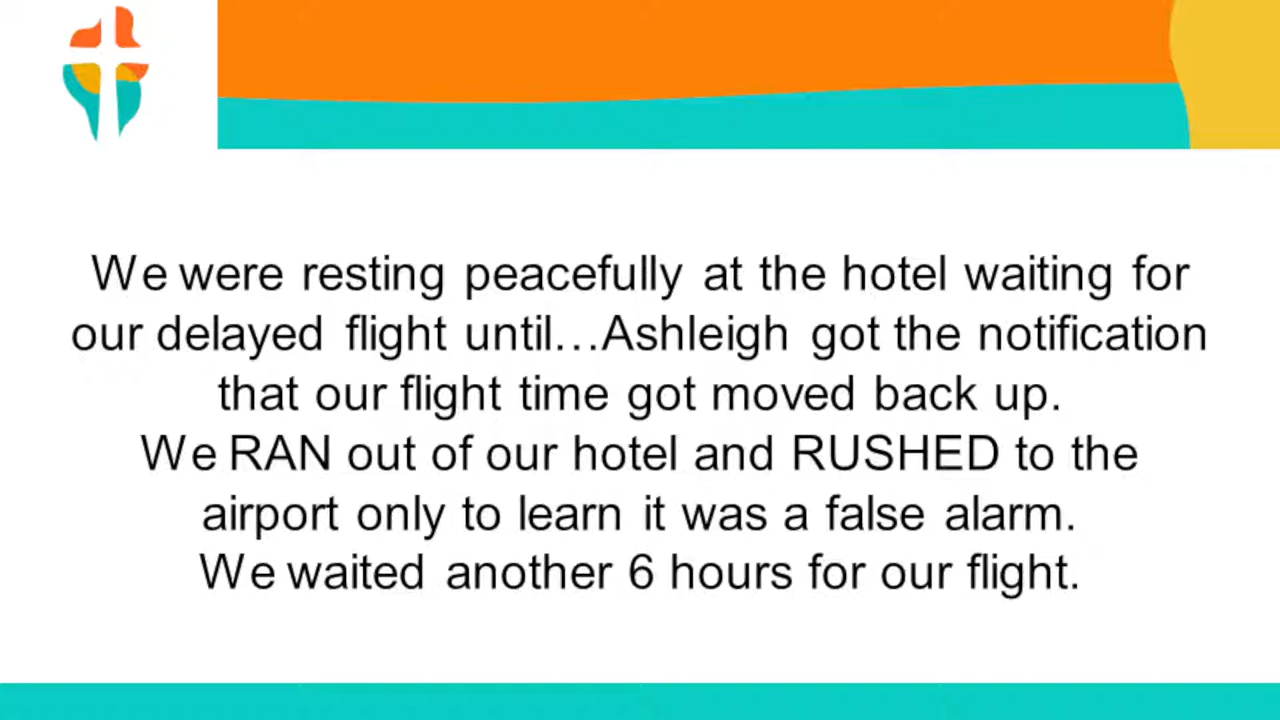 We were resting peacefully at the hotel waiting for
our delayed flight until…Ashleigh got the notification
that our flight time got moved back up.
We RAN out of our hotel and RUSHED to the
airport only to learn it was a false alarm.
We waited another 6 hours for our flight.